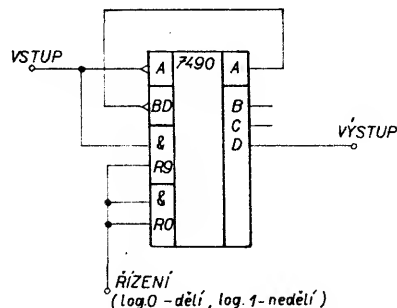 VSTUP
A 7490 A
BD B
C
& D VÝSTUP
R9
&
R0
ŘÍZENÍ
(log.0 - dělí, log. 1 - nedělí)